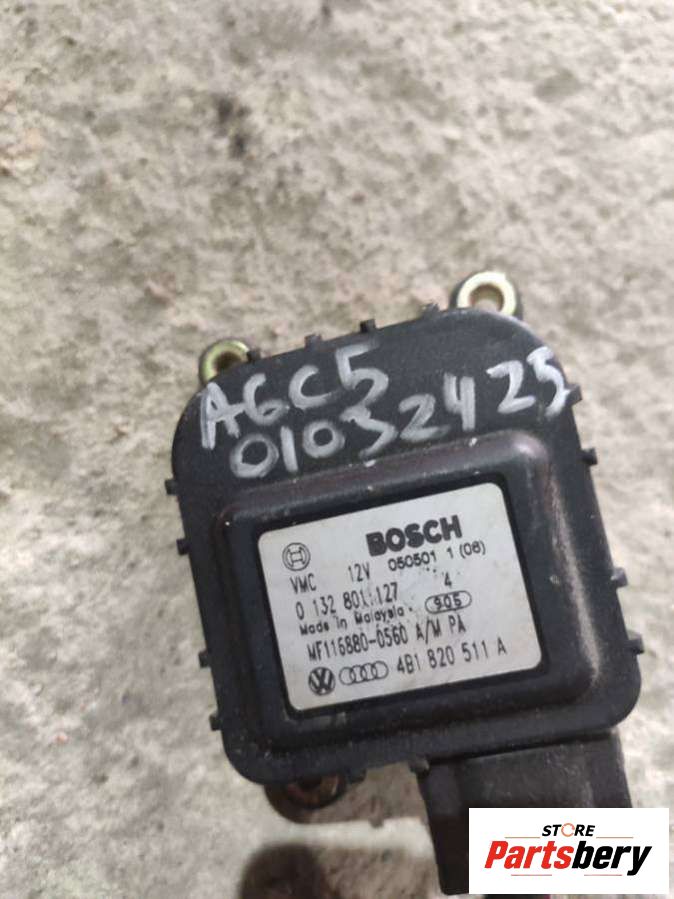 A6C5
01032425
BOSCH
VMC 12V 050501 1 (06)
0 132 801 127 4
Made in Malaysia 905
MF116880-0560 A/M PA
4B1 820 511 A
STORE
Partsbery